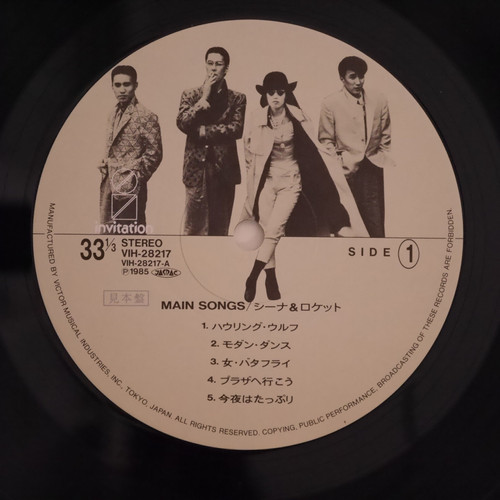 invitation
33 1/3 STEREO
VIH-28217
VIH-28217-A
Ⓟ1985 JASRAC
SIDE 1
見本盤
MAIN SONGS/シーナ&ロケット
1. ハウリング・ウルフ
2. モダン・ダンス
3. 女・バタフライ
4. プラザへ行こう
5. 今夜はたっぷり
MANUFACTURED BY VICTOR MUSICAL INDUSTRIES, INC., TOKYO, JAPAN. ALL RIGHTS RESERVED. COPYING, PUBLIC PERFORMANCE, BROADCASTING OF THESE RECORDS ARE FORBIDDEN.